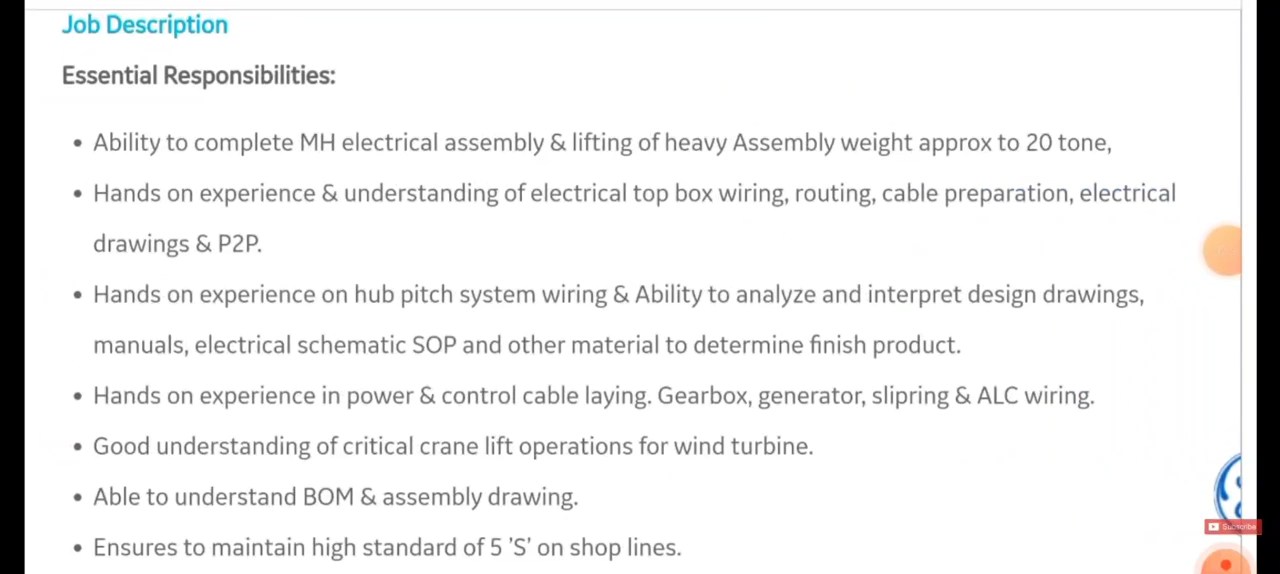 Job Description
Essential Responsibilities:
• Ability to complete MH electrical assembly & lifting of heavy Assembly weight approx to 20 tone,
• Hands on experience & understanding of electrical top box wiring, routing, cable preparation, electrical
drawings & P2P.
• Hands on experience on hub pitch system wiring & Ability to analyze and interpret design drawings,
manuals, electrical schematic SOP and other material to determine finish product.
• Hands on experience in power & control cable laying. Gearbox, generator, slipring & ALC wiring.
• Good understanding of critical crane lift operations for wind turbine.
• Able to understand BOM & assembly drawing.
Subscribe
• Ensures to maintain high standard of 5 'S' on shop lines.